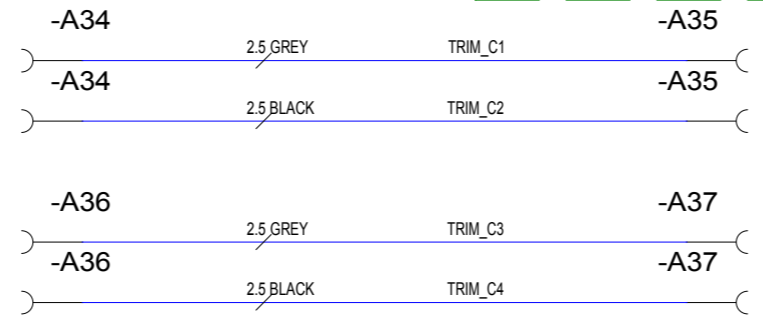 -A34 -A35
2.5 GREY TRIM_C1
-A34 -A35
2.5 BLACK TRIM_C2
-A36 -A37
2.5 GREY TRIM_C3
-A36 -A37
2.5 BLACK TRIM_C4